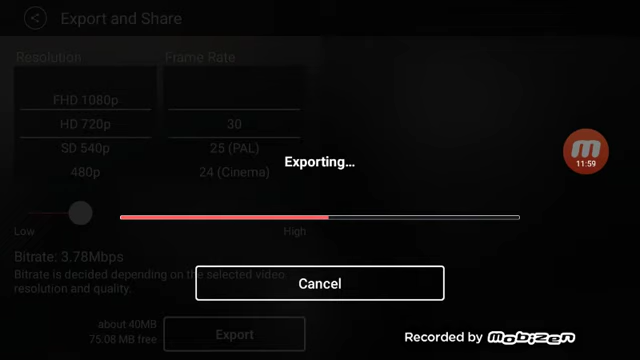 Export and Share
Resolution
Frame Rate
FHD 1080p
HD 720p
30
SD 540p
25 (PAL)
480p
24 (Cinema)
Exporting...
m
11:59
Low
High
Bitrate: 3.78Mbps
Bitrate is decided depending on the selected video
resolution and quality.
Cancel
about 40MB
75.08 MB free
Export
Recorded by Mobizen